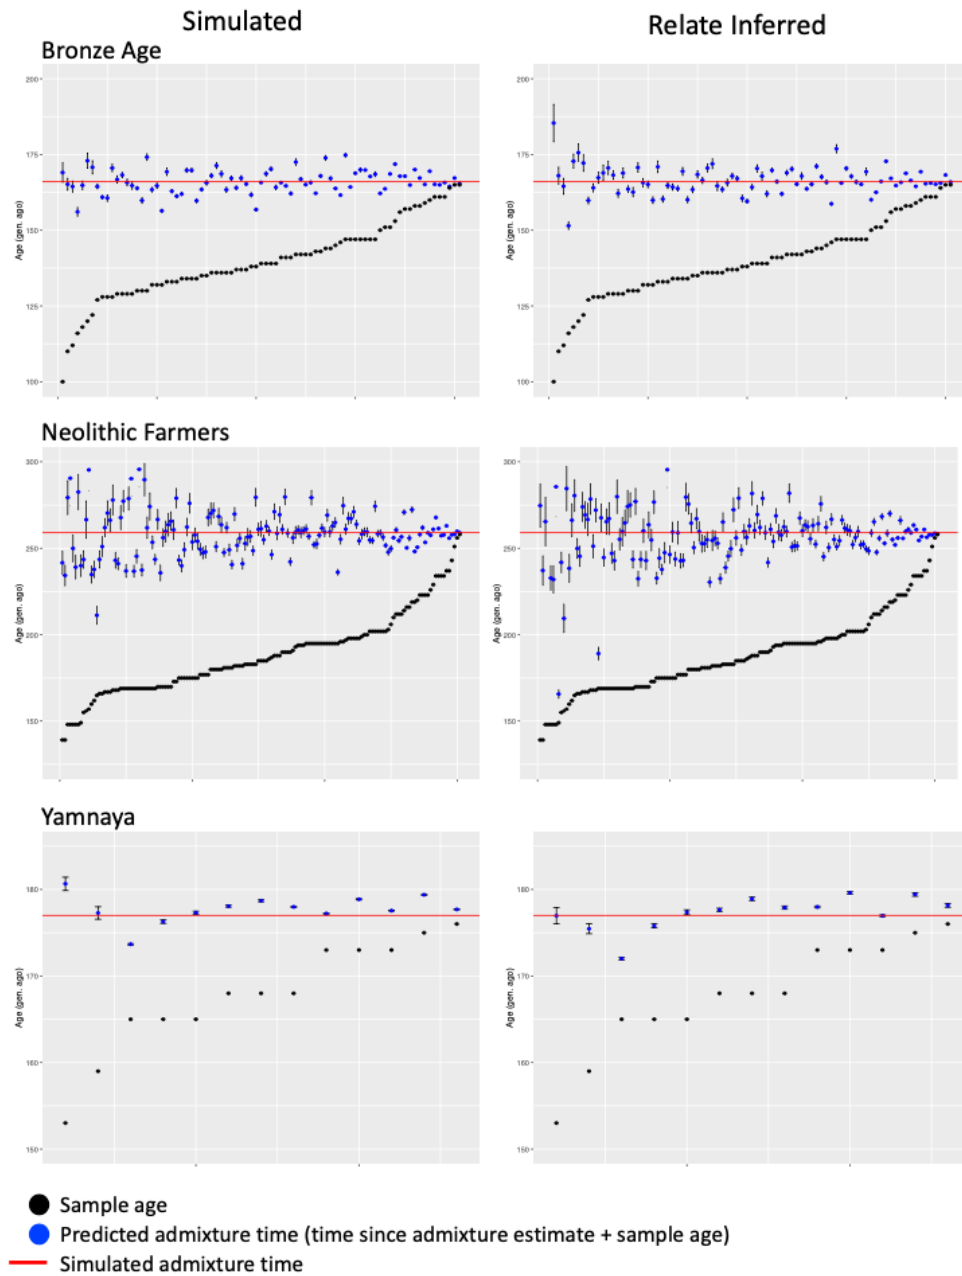 Simulated
Relate Inferred
Bronze Age
200
175
150
125
100
Age (gen. ago)
200
175
150
125
100
Age (gen. ago)
Neolithic Farmers
300
250
200
150
Age (gen. ago)
300
250
200
150
Age (gen. ago)
Yamnaya
180
170
160
150
Age (gen. ago)
180
170
160
150
Age (gen. ago)
Sample age
Predicted admixture time (time since admixture estimate + sample age)
Simulated admixture time